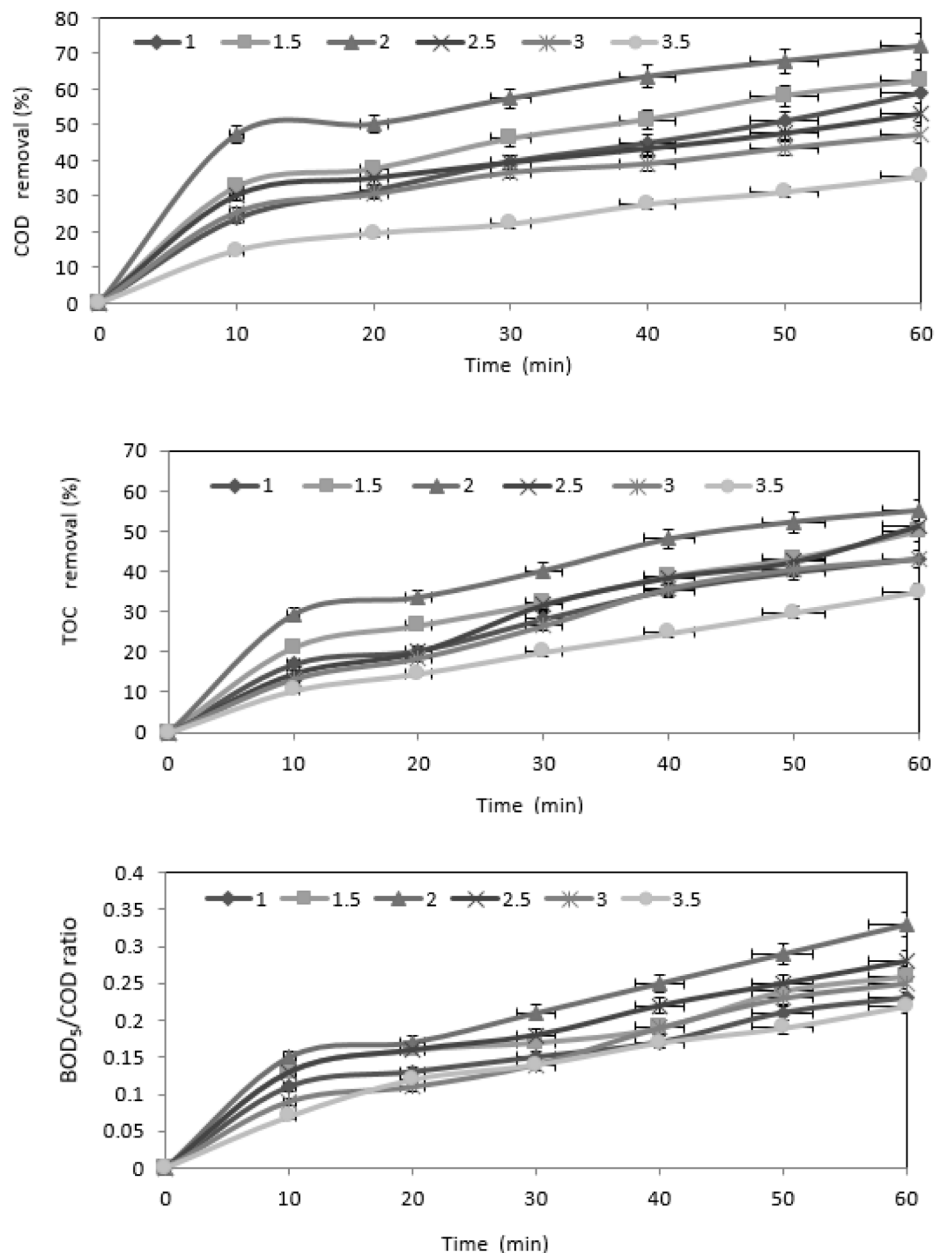 80
70
60
50
40
30
20
10
0
COD removal (%)
1 1.5 2 2.5 3 3.5
0 10 20 30 40 50 60
Time (min)
70
60
50
40
30
20
10
0
TOC removal (%)
1 1.5 2 2.5 3 3.5
0 10 20 30 40 50 60
Time (min)
0.4
0.35
0.3
0.25
0.2
0.15
0.1
0.05
0
BOD₅/COD ratio
1 1.5 2 2.5 3 3.5
0 10 20 30 40 50 60
Time (min)